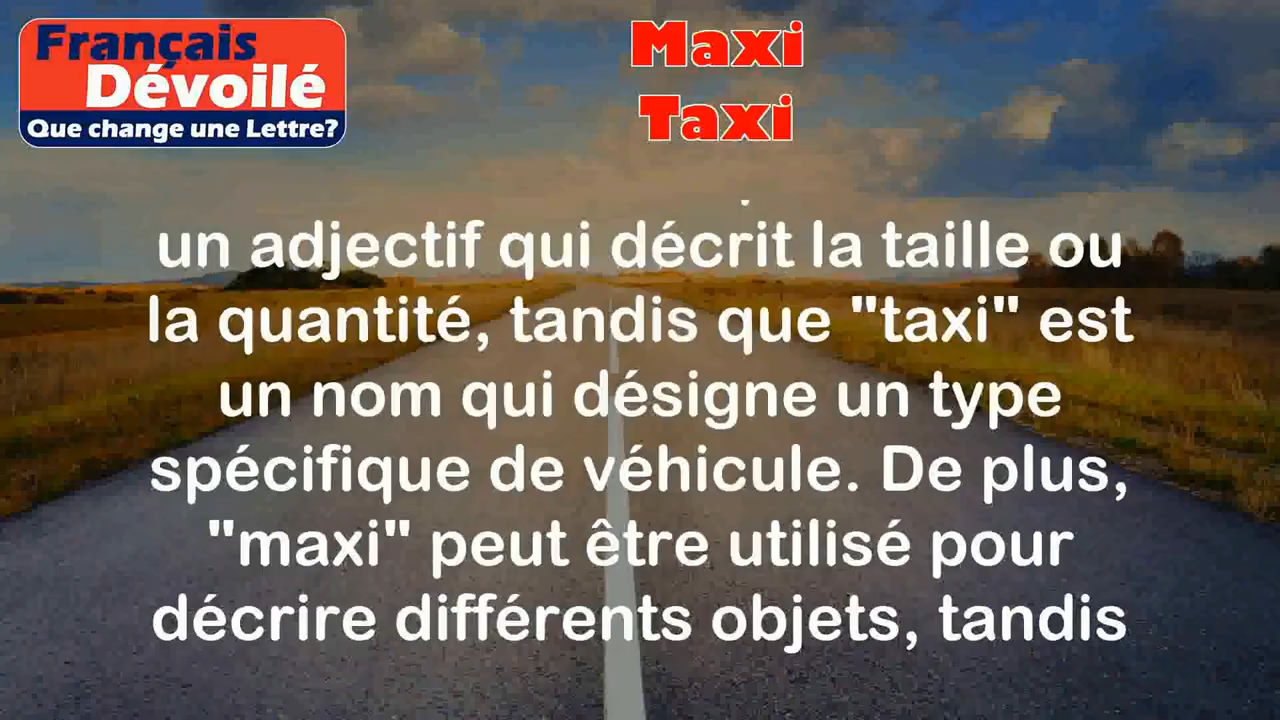 Français
Dévoilé
Que change une Lettre?
Maxi
Taxi
un adjectif qui décrit la taille ou
la quantité, tandis que "taxi" est
un nom qui désigne un type
spécifique de véhicule. De plus,
"maxi" peut être utilisé pour
décrire différents objets, tandis